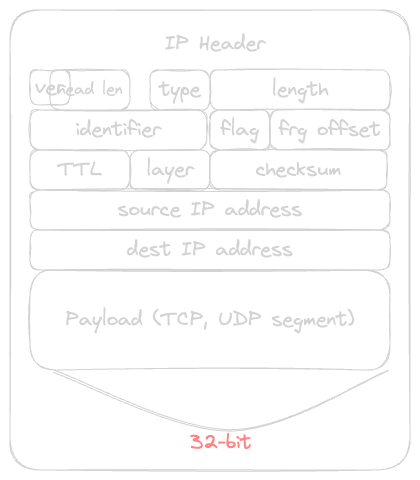 IP Header
ver head len type length
identifier flag frg offset
TTL layer checksum
source IP address
dest IP address
Payload (TCP, UDP segment)
32-bit